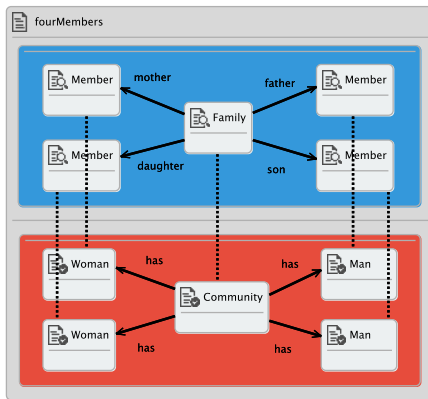 fourMembers
Member
mother
father
Member
Family
Member
daughter
son
Member
Woman
has
has
Man
Community
Woman
has
has
Man